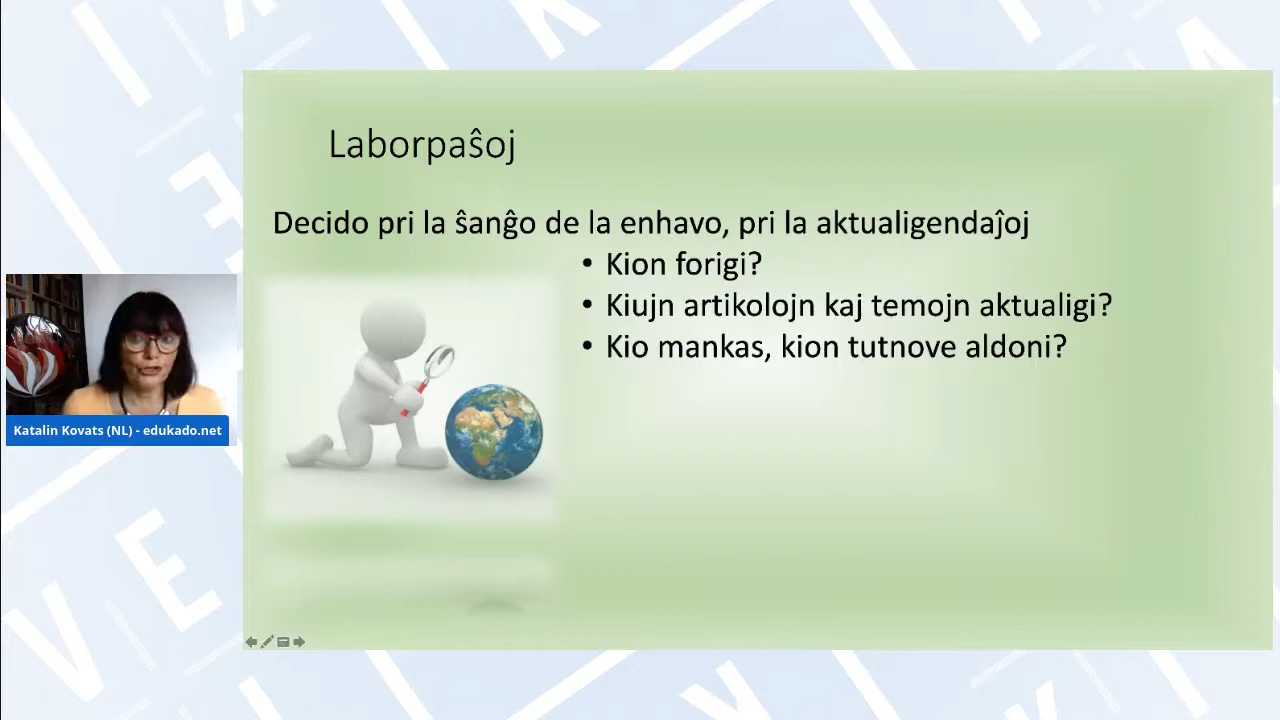 Laborpaŝoj
Decido pri la ŝanĝo de la enhavo, pri la aktualigendaĵoj
• Kion forigi?
• Kiujn artikolojn kaj temojn aktualigi?
• Kio mankas, kion tutnove aldoni?
Katalin Kovats (NL) - edukado.net